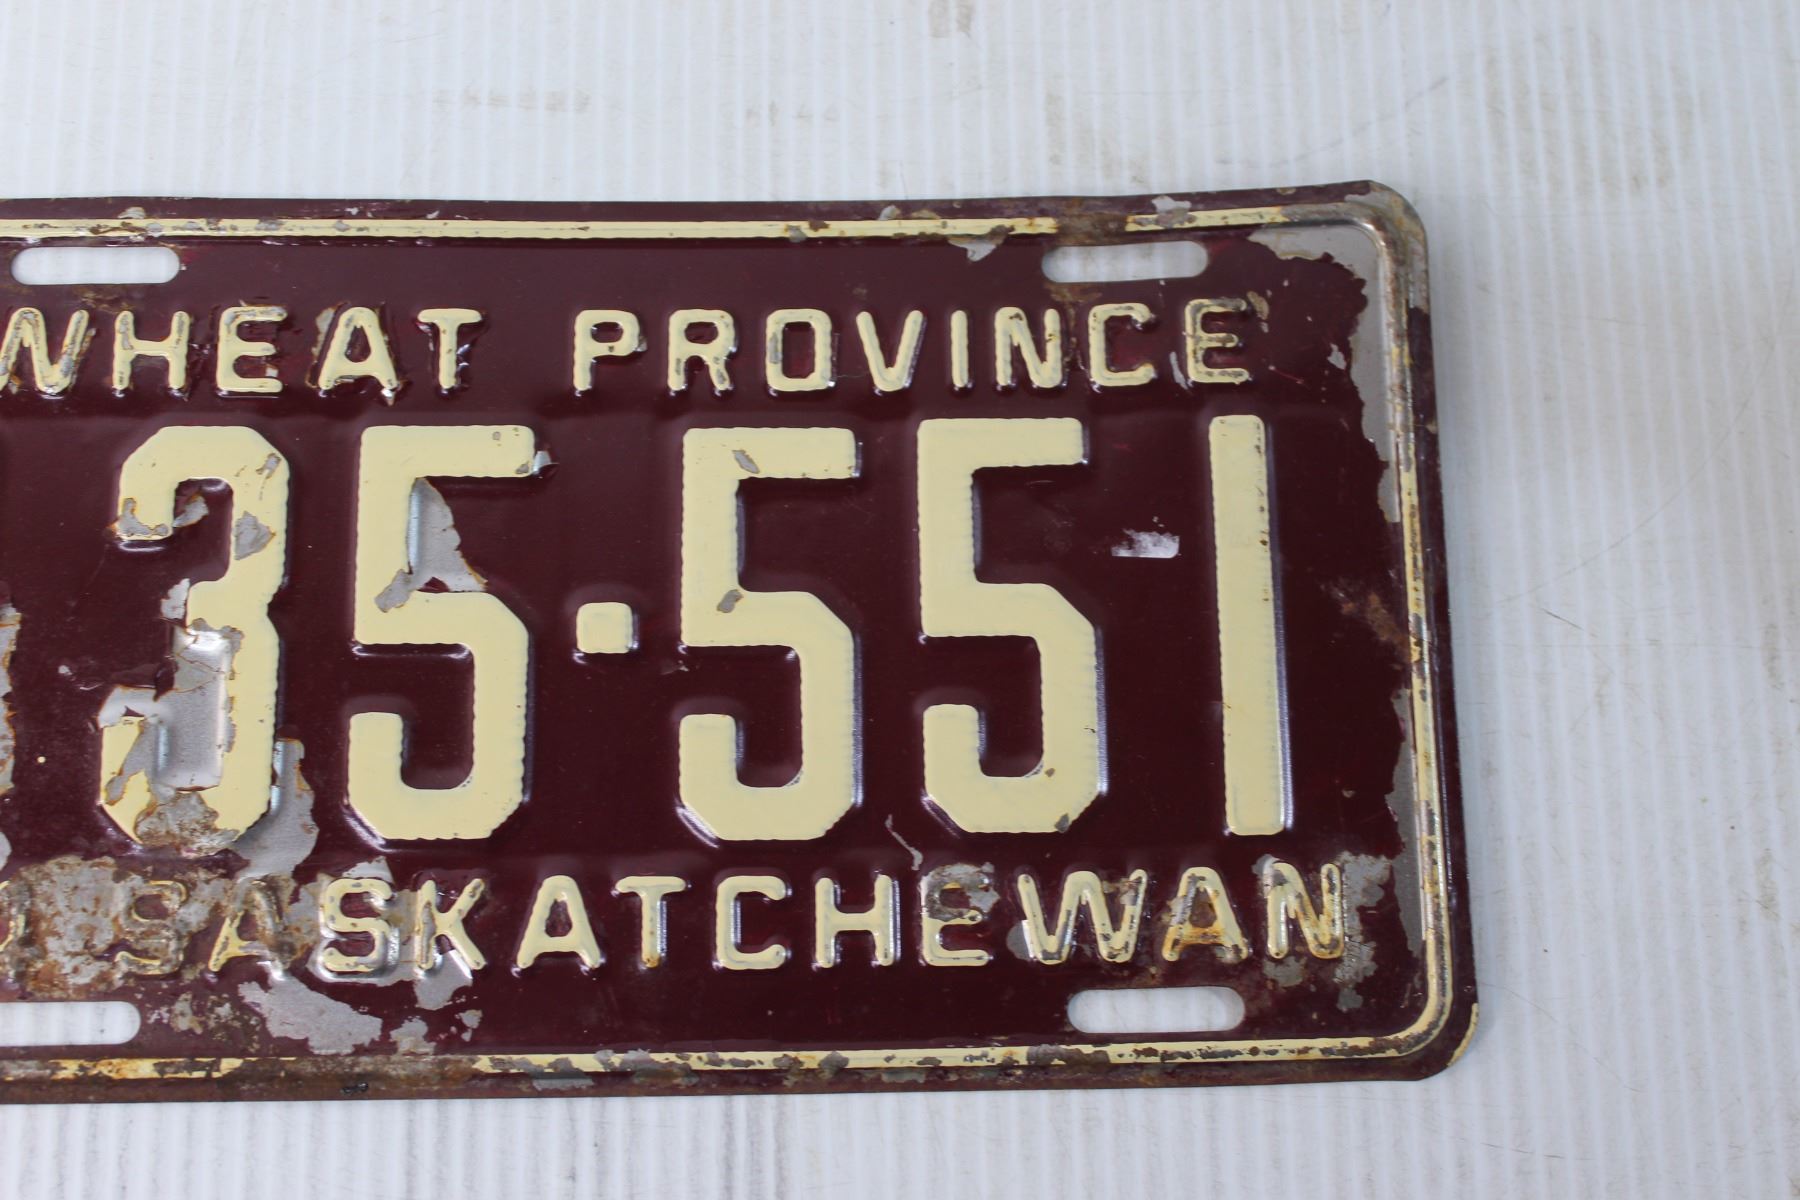 WHEAT PROVINCE
35·551
SASKATCHEWAN